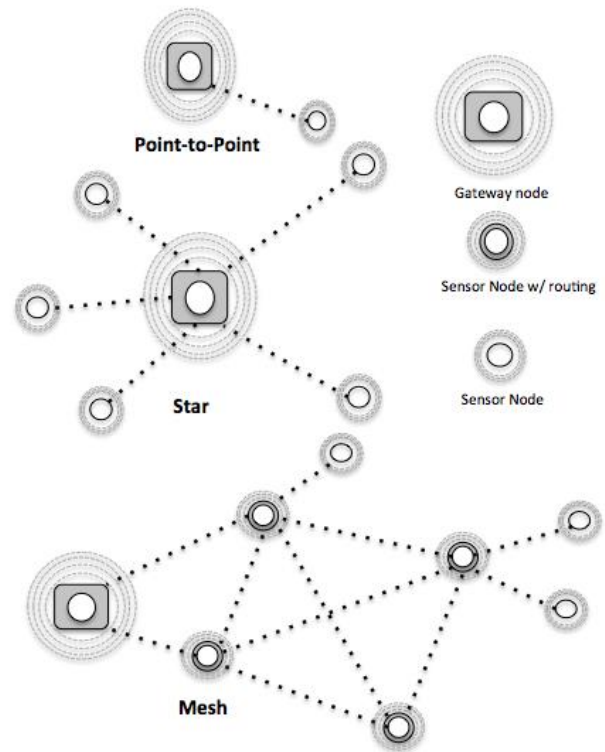 Point-to-Point
Gateway node
Sensor Node w/ routing
Star
Sensor Node
Mesh